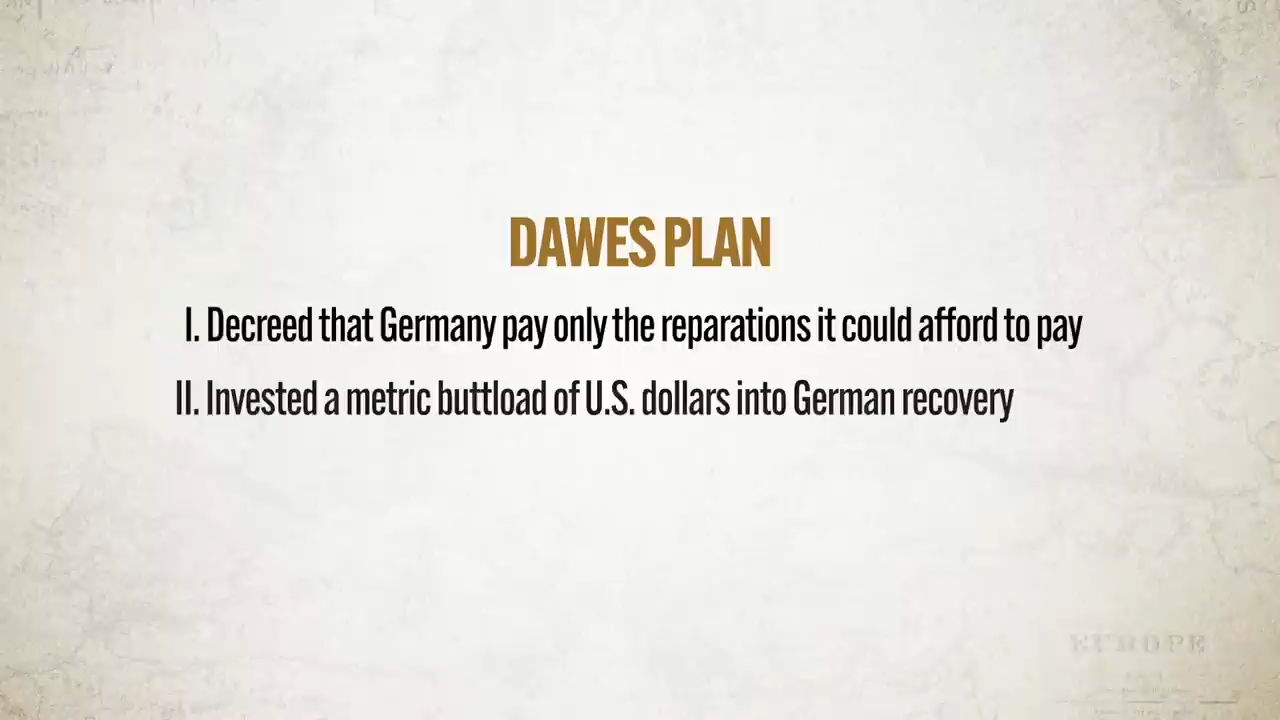 DAWES PLAN
I. Decreed that Germany pay only the reparations it could afford to pay
II. Invested a metric buttload of U.S. dollars into German recovery
EUROPE